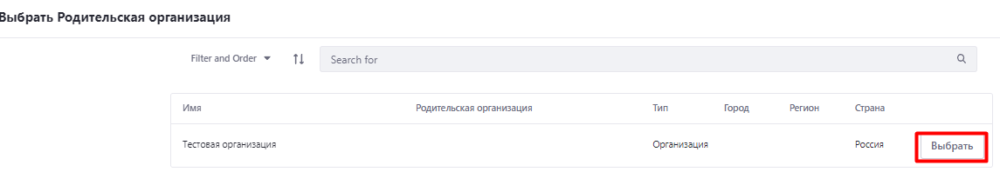 Выбрать Родительская организация
Filter and Order
Search for
Имя Родительская организация Тип Город Регион Страна
Тестовая организация Организация Россия Выбрать